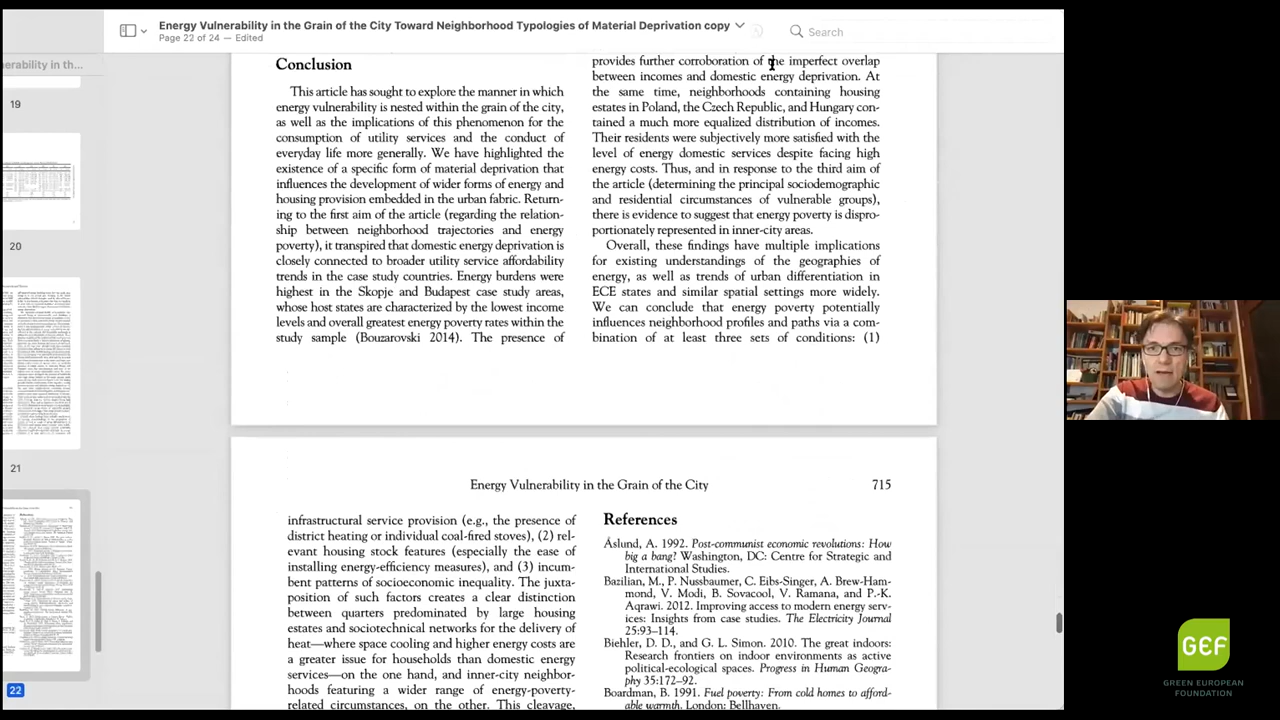 Energy Vulnerability in the Grain of the City Toward Neighborhood Typologies of Material Deprivation copy
Page 22 of 24 — Edited
Search
erability in th...
19
20
21
22
Conclusion
This article has sought to explore the manner in which
energy vulnerability is nested within the grain of the city,
as well as the implications of this phenomenon for the
consumption of utility services and the conduct of
everyday life more generally. We have highlighted the
existence of a specific form of material deprivation that
influences the development of wider forms of energy and
housing provision embedded in the urban fabric. Return-
ing to the first aim of the article (regarding the relation-
ship between neighborhood trajectories and energy
poverty), it transpired that domestic energy deprivation is
closely connected to broader utility service affordability
trends in the case study countries. Energy burdens were
highest in the Skopje and Budapest case study areas,
whose host states are characterized by the lowest income
levels and overall greatest energy poverty rates within the
study sample (Bouzarovski 2014). The presence of
provides further corroboration of the imperfect overlap
between incomes and domestic energy deprivation. At
the same time, neighborhoods containing housing
estates in Poland, the Czech Republic, and Hungary con-
tained a much more equalized distribution of incomes.
Their residents were subjectively more satisfied with the
level of energy domestic services despite facing high
energy costs. Thus, and in response to the third aim of
the article (determining the principal sociodemographic
and residential circumstances of vulnerable groups),
there is evidence to suggest that energy poverty is dispro-
portionately represented in inner-city areas.
Overall, these findings have multiple implications
for existing understandings of the geographies of
energy, as well as trends of urban differentiation in
ECE states and similar spatial settings more widely.
We can conclude that energy poverty potentially
influences neighborhood profiles and paths via a com-
bination of at least three sets of conditions: (1)
Energy Vulnerability in the Grain of the City
715
infrastructural service provision (e.g., the presence of
district heating or individual coal-fired stoves), (2) rel-
evant housing stock features (especially the ease of
installing energy-efficiency measures), and (3) incum-
bent patterns of socioeconomic inequality. The juxta-
position of such factors creates a clear distinction
between quarters predominated by large housing
estates and sociotechnical networks for the delivery of
heat—where space cooling and higher energy costs are
a greater issue for households than domestic energy
services—on the one hand, and inner-city neighbor-
hoods featuring a wider range of energy-poverty-
related circumstances, on the other. This cleavage,
References
Åslund, A. 1992. Post-communist economic revolutions: How
big a bang? Washington, DC: Centre for Strategic and
International Studies.
Bazilian, M., P. Nussbaumer, C. Eibs-Singer, A. Brew-Ham-
mond, V. Modi, B. Sovacool, V. Ramana, and P.-K.
Aqrawi. 2012. Improving access to modern energy serv-
ices: Insights from case studies. The Electricity Journal
25:93–114.
Biehler, D. D., and G. L. Simon. 2010. The great indoors:
Research frontiers on indoor environments as active
political-ecological spaces. Progress in Human Geogra-
phy 35:172–92.
Boardman, B. 1991. Fuel poverty: From cold homes to afford-
able warmth. London: Bellhaven.
GEF
GREEN EUROPEAN
FOUNDATION